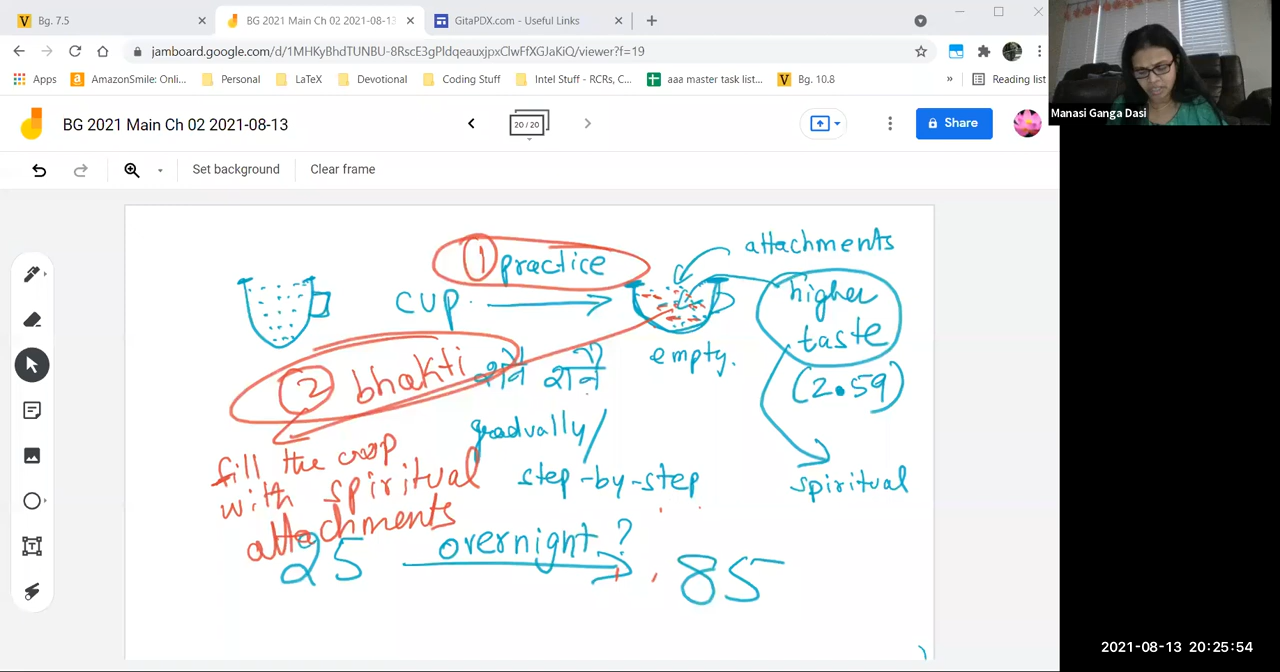 Bg. 7.5
BG 2021 Main Ch 02 2021-08-13
GitaPDX.com - Useful Links
jamboard.google.com/d/1MHKyBhdTUNBU-8RscE3gPldqeauxjpxClwFfXGJaKiQ/viewer?f=19
Apps
AmazonSmile: Onli...
Personal
LaTeX
Devotional
Coding Stuff
Intel Stuff - RCRs, C...
aaa master task list...
Bg. 10.8
»
Reading list
Manasi Ganga Dasi
BG 2021 Main Ch 02 2021-08-13
20 / 20
Share
Set background
Clear frame
① practice
attachments
cup
higher
taste
empty.
(2.59)
② bhakti
gradually/
step-by-step
spiritual
fill the cup
with spiritual
attachments
25 overnight? 85
2021-08-13 20:25:54